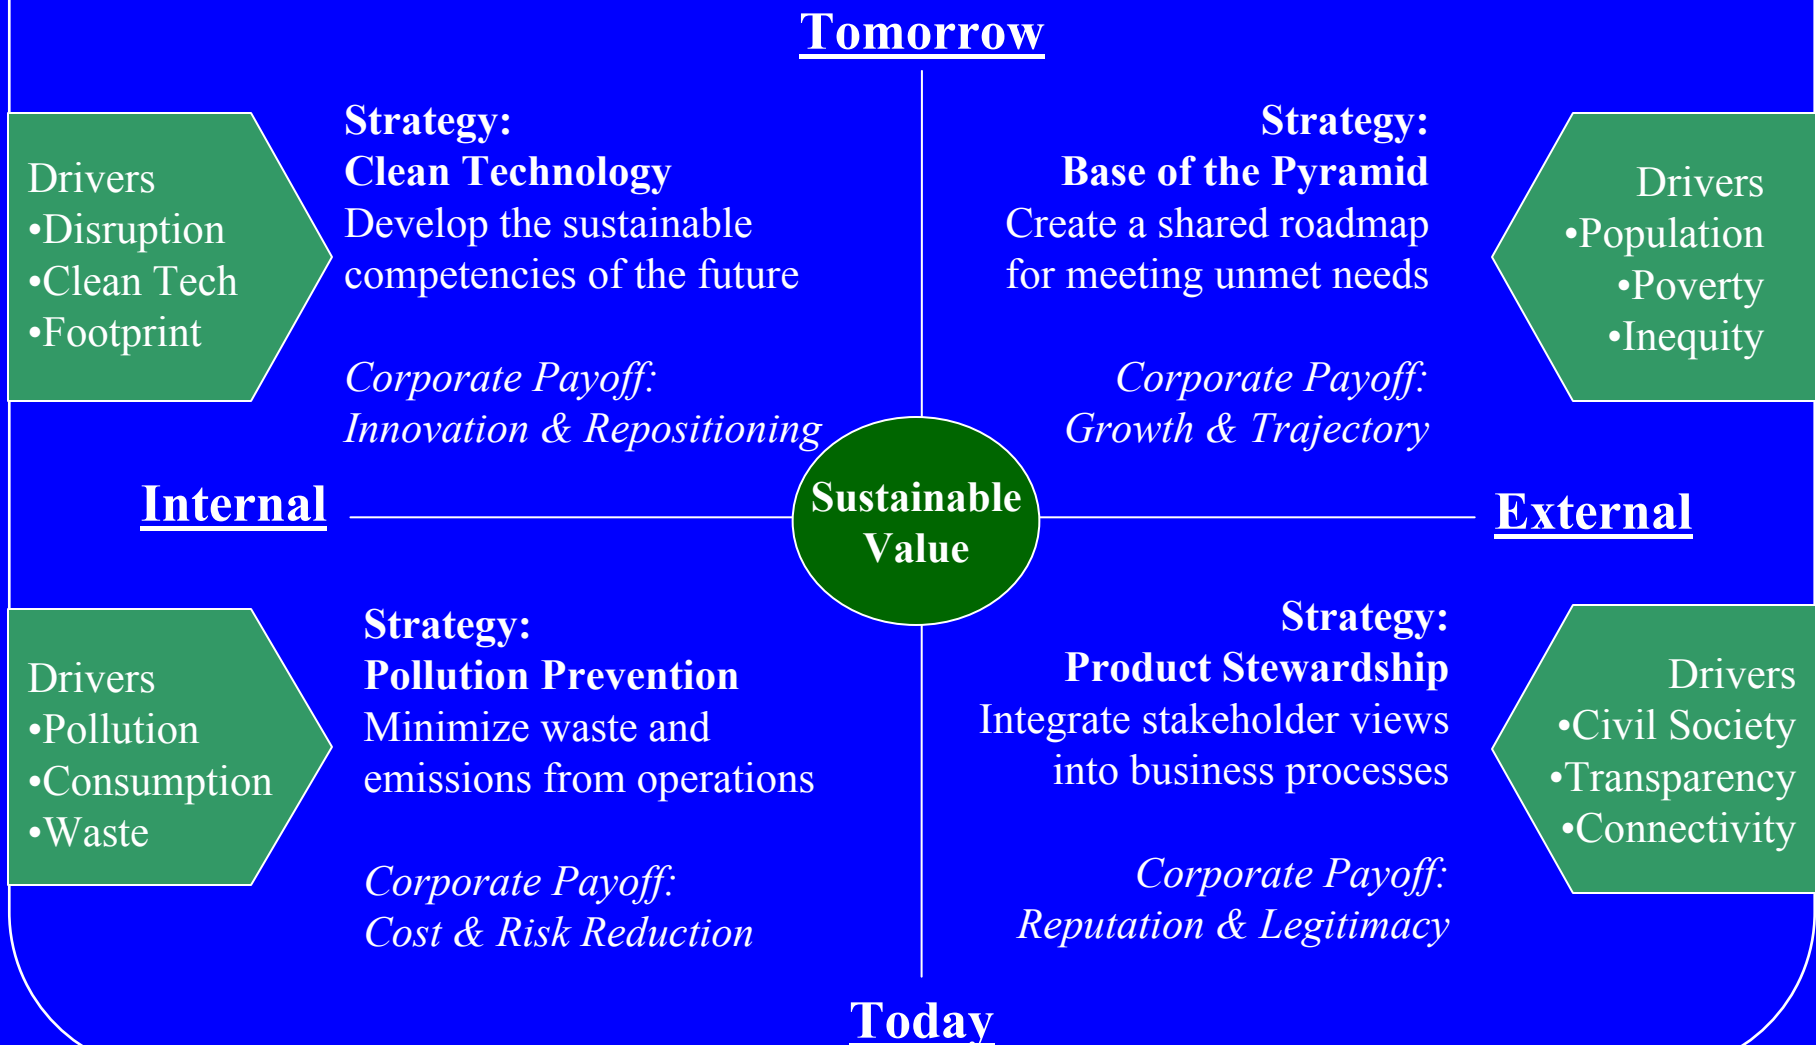 Tomorrow
Drivers
•Disruption
•Clean Tech
•Footprint
Strategy:
Clean Technology
Develop the sustainable
competencies of the future
Corporate Payoff:
Innovation & Repositioning
Strategy:
Base of the Pyramid
Create a shared roadmap
for meeting unmet needs
Corporate Payoff:
Growth & Trajectory
Drivers
•Population
•Poverty
•Inequity
Internal
Sustainable
Value
External
Drivers
•Pollution
•Consumption
•Waste
Strategy:
Pollution Prevention
Minimize waste and
emissions from operations
Corporate Payoff:
Cost & Risk Reduction
Strategy:
Product Stewardship
Integrate stakeholder views
into business processes
Corporate Payoff:
Reputation & Legitimacy
Drivers
•Civil Society
•Transparency
•Connectivity
Today